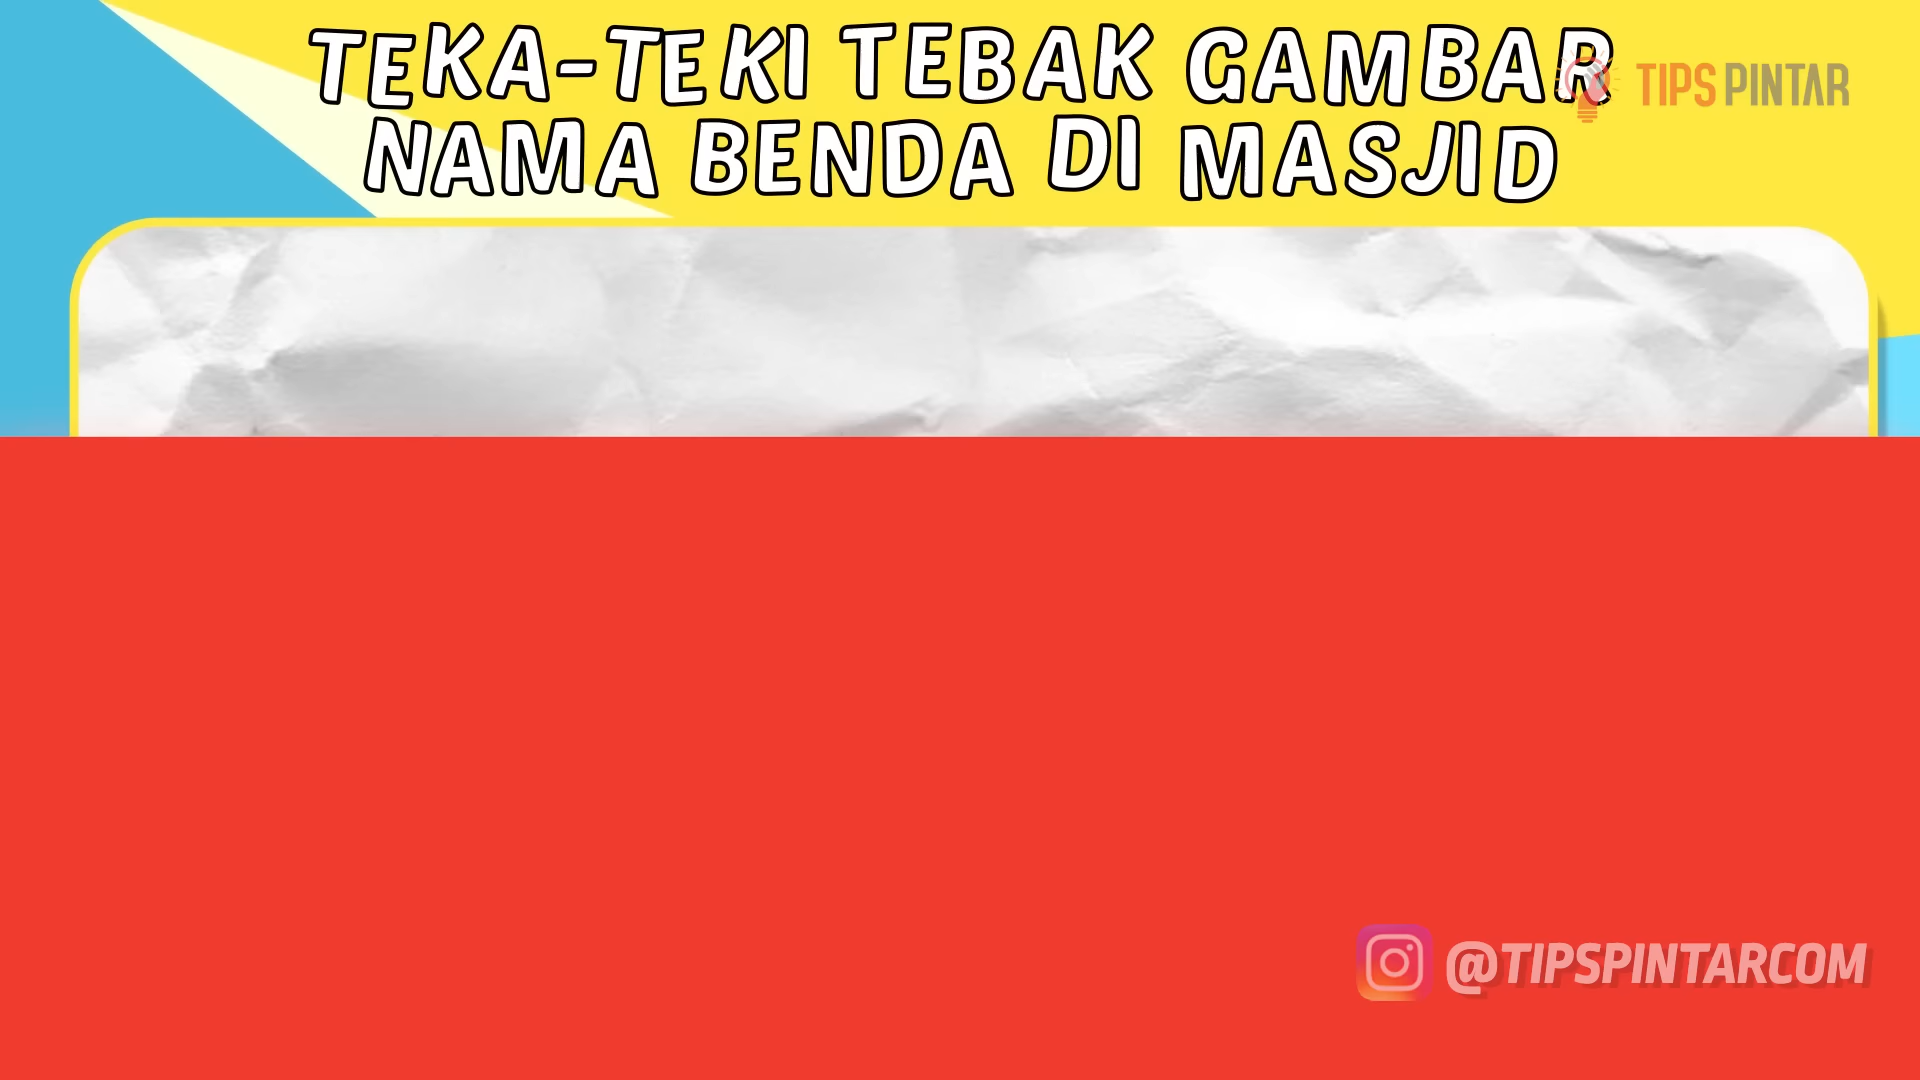 TEKA-TEKI TEBAK GAMBAR
NAMA BENDA DI MASJID
TIPS PINTAR
@TIPSPINTARCOM